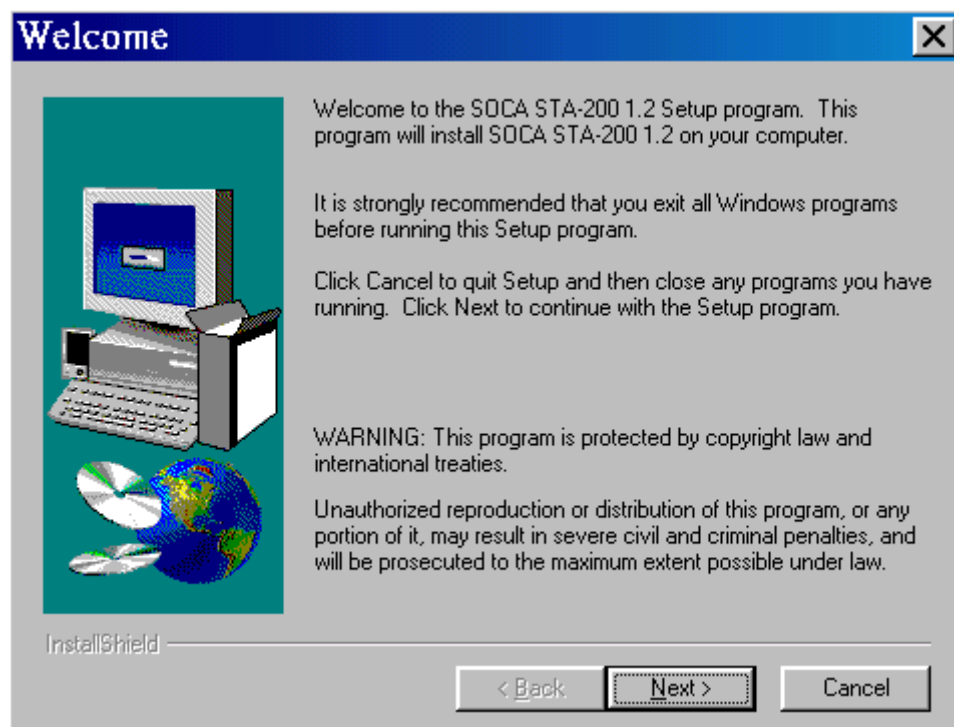 Welcome
Welcome to the SOCA STA-200 1.2 Setup program.  This
program will install SOCA STA-200 1.2 on your computer.
It is strongly recommended that you exit all Windows programs
before running this Setup program.
Click Cancel to quit Setup and then close any programs you have
running.  Click Next to continue with the Setup program.
WARNING: This program is protected by copyright law and
international treaties.
Unauthorized reproduction or distribution of this program, or any
portion of it, may result in severe civil and criminal penalties, and
will be prosecuted to the maximum extent possible under law.
InstallShield
< Back
Next >
Cancel